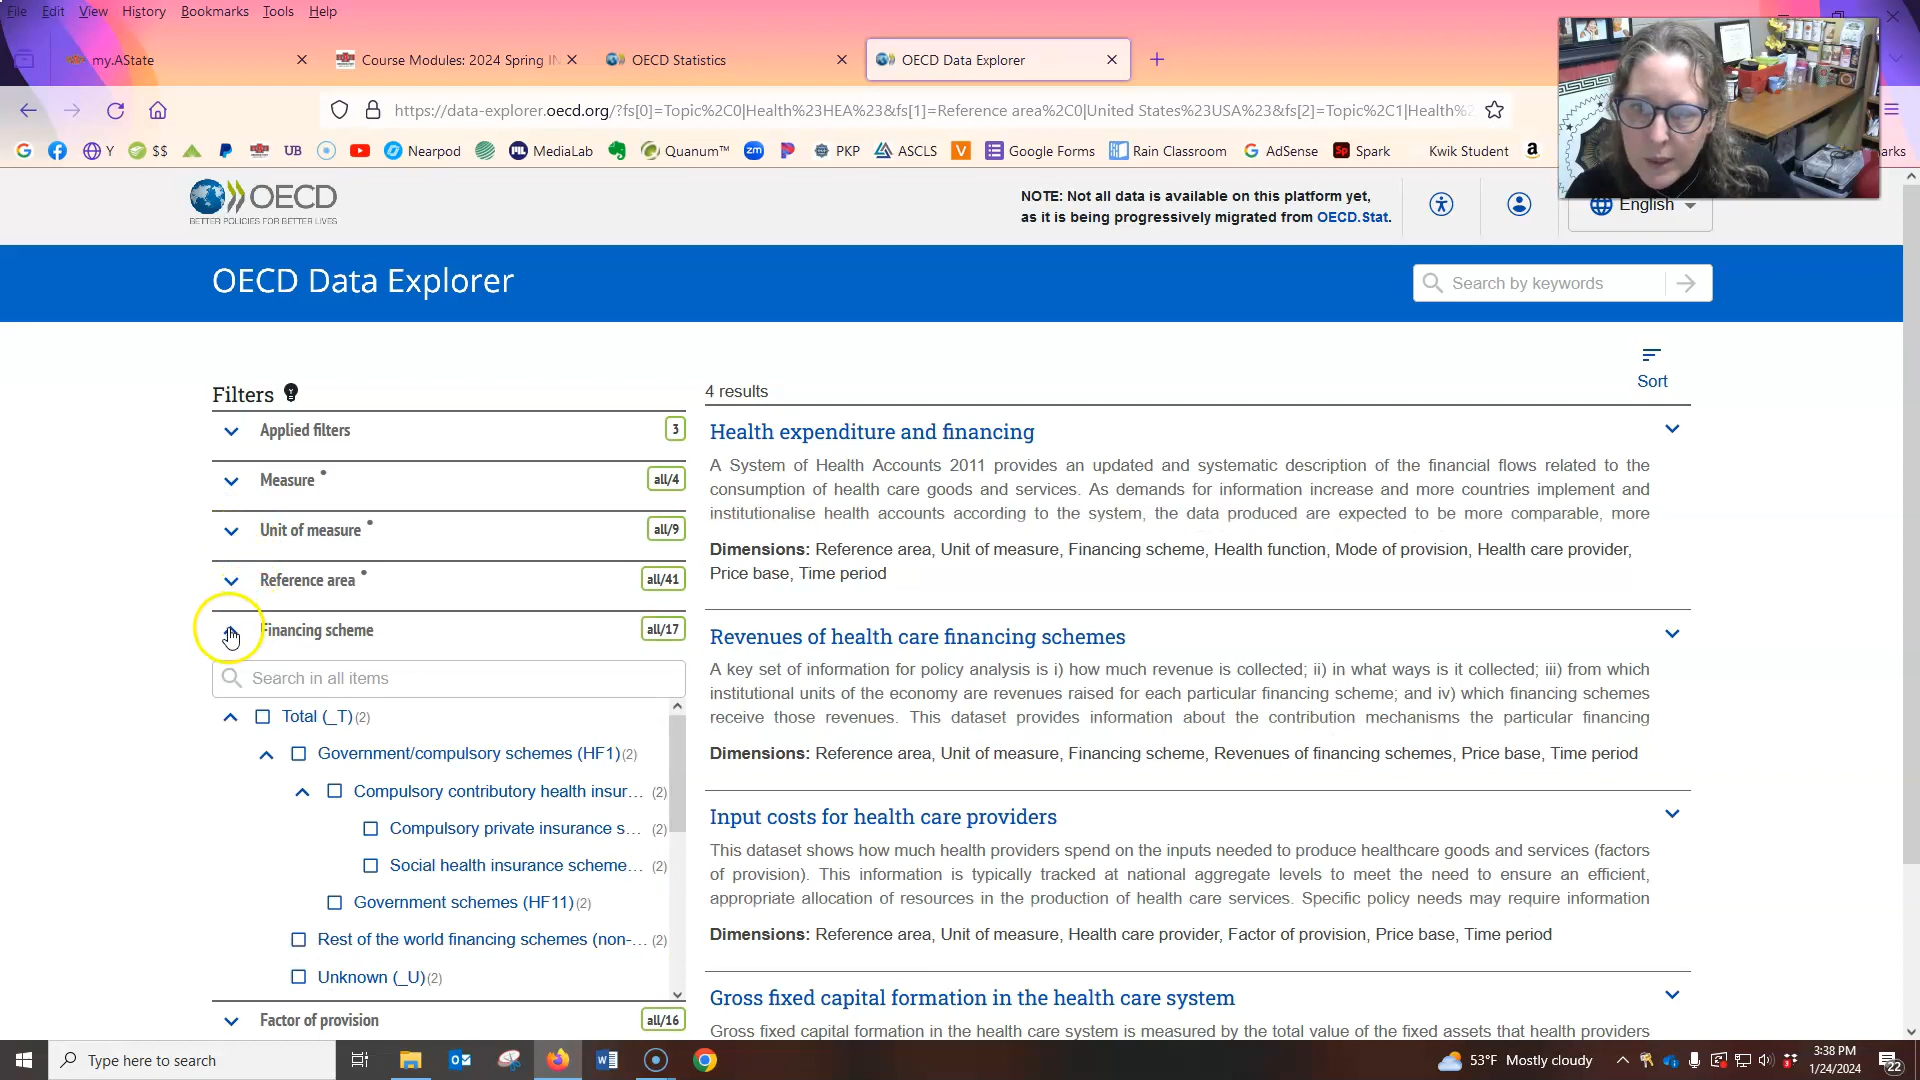 File Edit View History Bookmarks Tools Help
my.AState
Course Modules: 2024 Spring IN
OECD Statistics
OECD Data Explorer
https://data-explorer.oecd.org/?fs[0]=Topic%2C0|Health%23HEA%23&fs[1]=Reference area%2C0|United States%23USA%23&fs[2]=Topic%2C1|Health%2
Y $$ UB Nearpod MediaLab Quanum™ PKP ASCLS Google Forms Rain Classroom AdSense Spark Kwik Student arks
OECD
BETTER POLICIES FOR BETTER LIVES
NOTE: Not all data is available on this platform yet,
as it is being progressively migrated from OECD.Stat.
English
OECD Data Explorer
Search by keywords
Sort
Filters
4 results
Applied filters 3
Measure • all/4
Unit of measure • all/9
Reference area • all/41
Financing scheme all/17
Search in all items
Total (_T) (2)
Government/compulsory schemes (HF1) (2)
Compulsory contributory health insur... (2)
Compulsory private insurance s... (2)
Social health insurance scheme... (2)
Government schemes (HF11) (2)
Rest of the world financing schemes (non-... (2)
Unknown (_U) (2)
Factor of provision all/16
Health expenditure and financing
A System of Health Accounts 2011 provides an updated and systematic description of the financial flows related to the
consumption of health care goods and services. As demands for information increase and more countries implement and
institutionalise health accounts according to the system, the data produced are expected to be more comparable, more
Dimensions: Reference area, Unit of measure, Financing scheme, Health function, Mode of provision, Health care provider,
Price base, Time period
Revenues of health care financing schemes
A key set of information for policy analysis is i) how much revenue is collected; ii) in what ways is it collected; iii) from which
institutional units of the economy are revenues raised for each particular financing scheme; and iv) which financing schemes
receive those revenues. This dataset provides information about the contribution mechanisms the particular financing
Dimensions: Reference area, Unit of measure, Financing scheme, Revenues of financing schemes, Price base, Time period
Input costs for health care providers
This dataset shows how much health providers spend on the inputs needed to produce healthcare goods and services (factors
of provision). This information is typically tracked at national aggregate levels to meet the need to ensure an efficient,
appropriate allocation of resources in the production of health care services. Specific policy needs may require information
Dimensions: Reference area, Unit of measure, Health care provider, Factor of provision, Price base, Time period
Gross fixed capital formation in the health care system
Gross fixed capital formation in the health care system is measured by the total value of the fixed assets that health providers
Type here to search
53°F Mostly cloudy
3:38 PM
1/24/2024
22